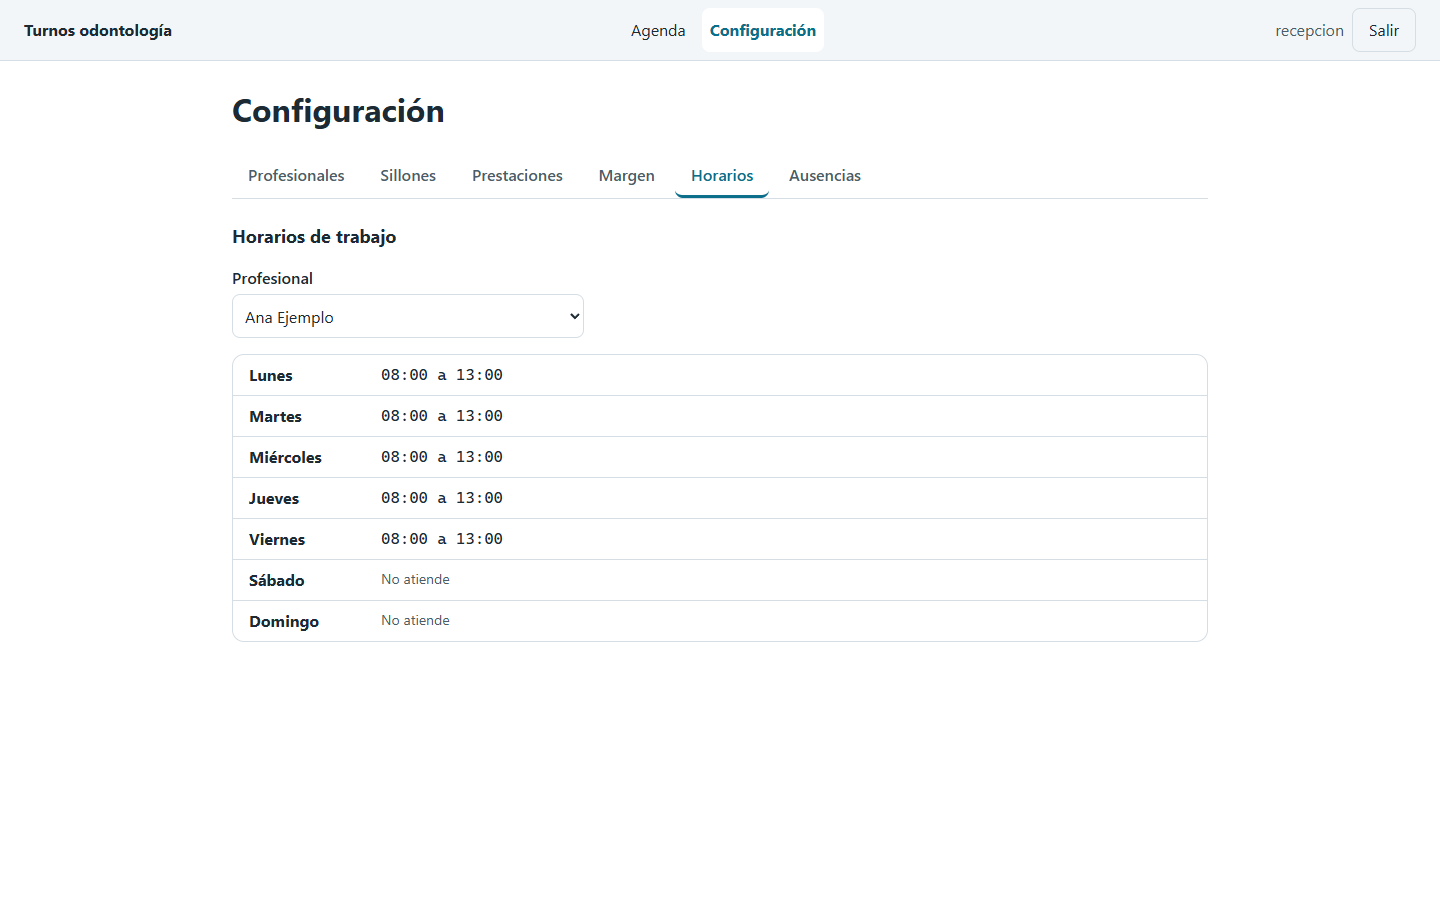 Turnos odontología
Agenda
Configuración
recepcion
Salir
Configuración
Profesionales
Sillones
Prestaciones
Margen
Horarios
Ausencias
Horarios de trabajo
Profesional
Ana Ejemplo
Lunes 08:00 a 13:00
Martes 08:00 a 13:00
Miércoles 08:00 a 13:00
Jueves 08:00 a 13:00
Viernes 08:00 a 13:00
Sábado No atiende
Domingo No atiende